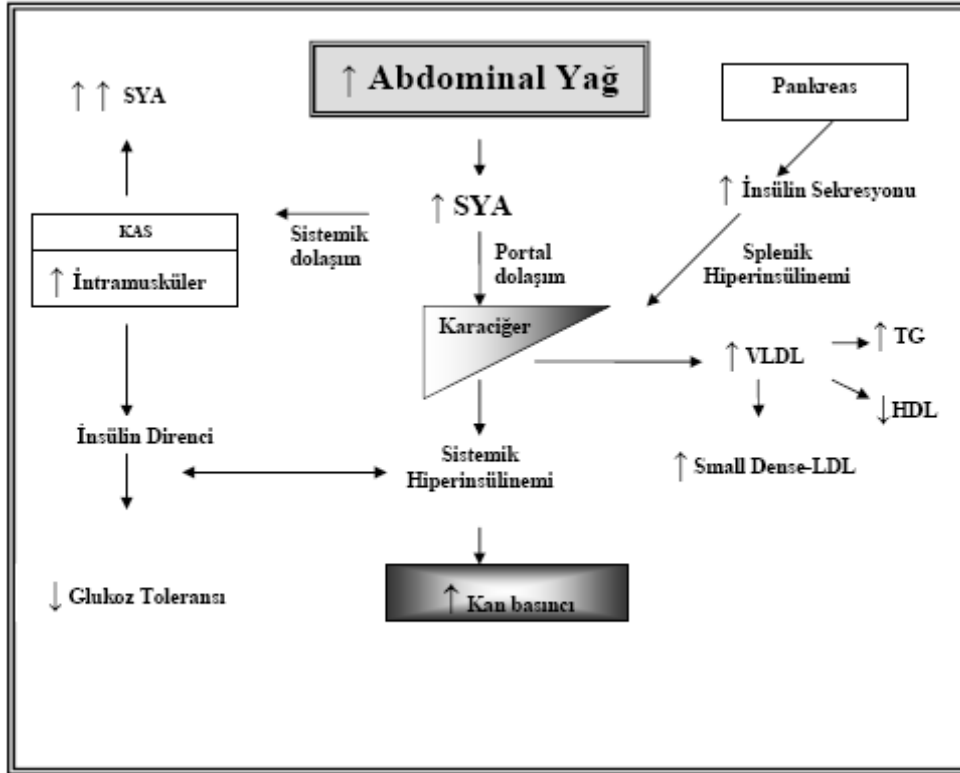 ↑ Abdominal Yağ
↑ ↑ SYA
Pankreas
↑ SYA
↑ İnsülin Sekresyonu
KAS
↑ İntramusküler
Sistemik
dolaşım
Portal
dolaşım
Splenik
Hiperinsülinemi
Karaciğer
↑ VLDL
↑ TG
↓ HDL
↑ Small Dense-LDL
İnsülin Direnci
Sistemik
Hiperinsülinemi
↓ Glukoz Toleransı
↑ Kan basıncı